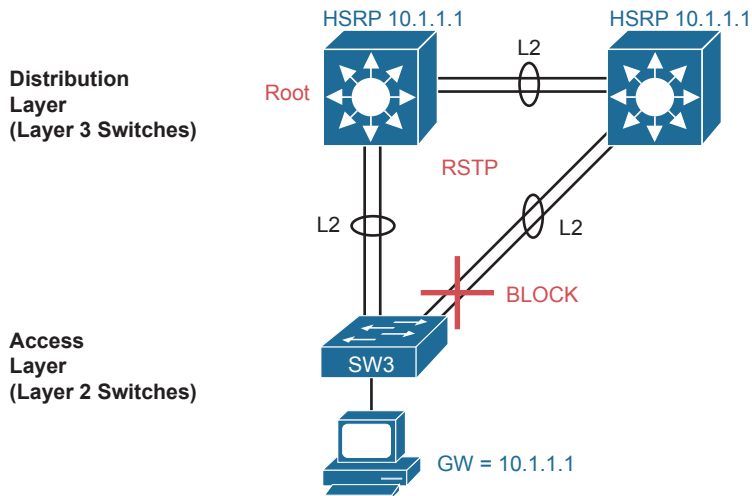 HSRP 10.1.1.1
HSRP 10.1.1.1
L2
Distribution
Layer
(Layer 3 Switches)
Root
RSTP
L2
L2
BLOCK
Access
Layer
(Layer 2 Switches)
SW3
GW = 10.1.1.1